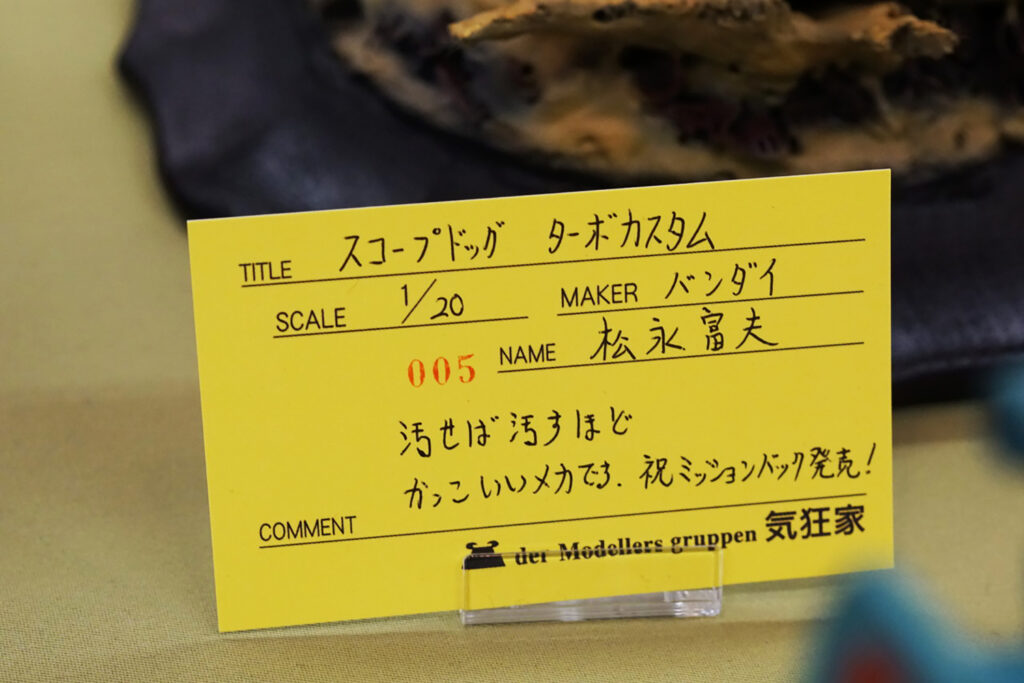 TITLE スコープドッグ ターボカスタム
SCALE 1/20 MAKER バンダイ
005 NAME 松永富夫
汚せば汚すほど
かっこいいメカです. 祝ミッションパック発売!
COMMENT
der Modellers gruppen 気狂家